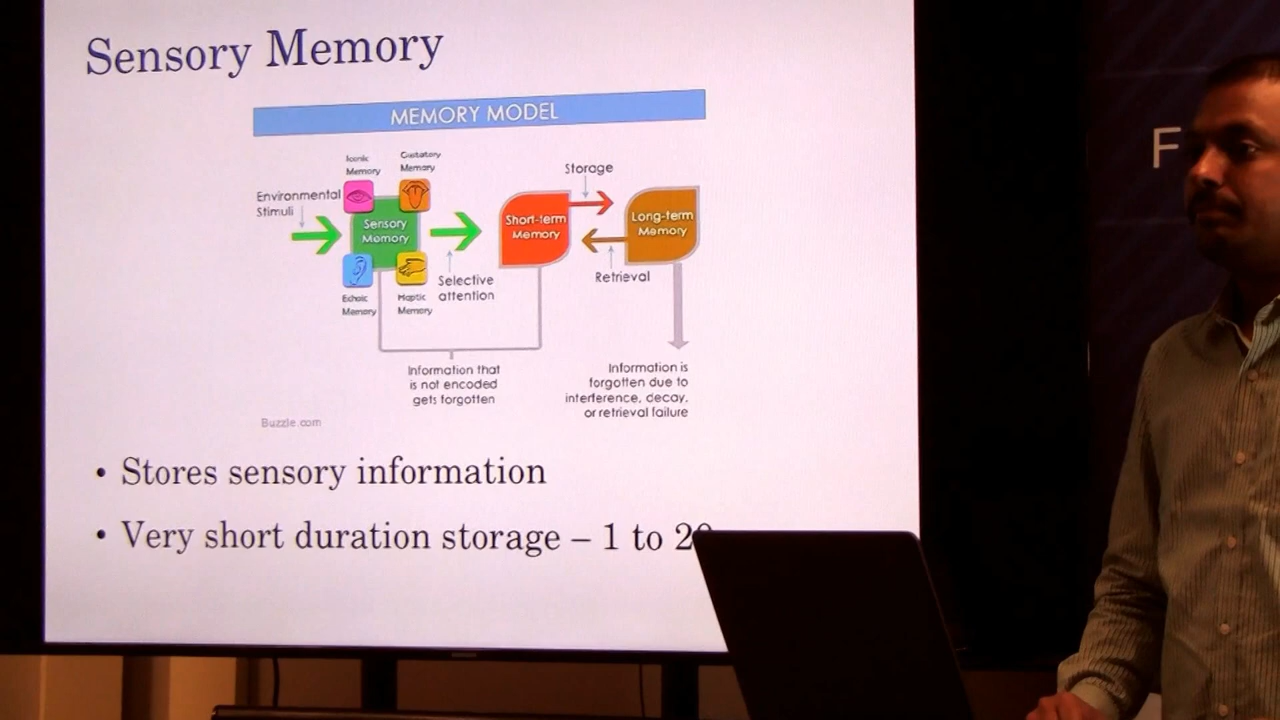 Sensory Memory
MEMORY MODEL
Iconic
Memory
Gustatory
Memory
Storage
Environmental
Stimuli
Sensory
Memory
Short-term
Memory
Long-term
Memory
Echoic
Memory
Haptic
Memory
Selective
attention
Retrieval
Information that
is not encoded
gets forgotten
Information is
forgotten due to
interference, decay,
or retrieval failure
Buzzle.com
• Stores sensory information
• Very short duration storage – 1 to
F